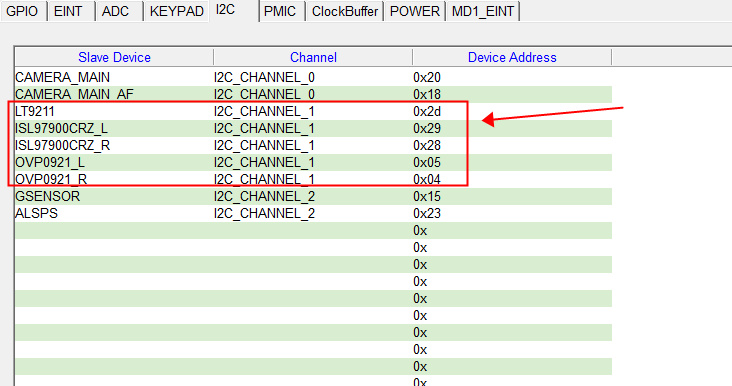 GPIO EINT ADC KEYPAD I2C PMIC ClockBuffer POWER MD1_EINT
Slave Device Channel Device Address
CAMERA_MAIN I2C_CHANNEL_0 0x20
CAMERA_MAIN_AF I2C_CHANNEL_0 0x18
LT9211 I2C_CHANNEL_1 0x2d
ISL97900CRZ_L I2C_CHANNEL_1 0x29
ISL97900CRZ_R I2C_CHANNEL_1 0x28
OVP0921_L I2C_CHANNEL_1 0x05
OVP0921_R I2C_CHANNEL_1 0x04
GSENSOR I2C_CHANNEL_2 0x15
ALSPS I2C_CHANNEL_2 0x23
0x
0x
0x
0x
0x
0x
0x
0x
0x
0x